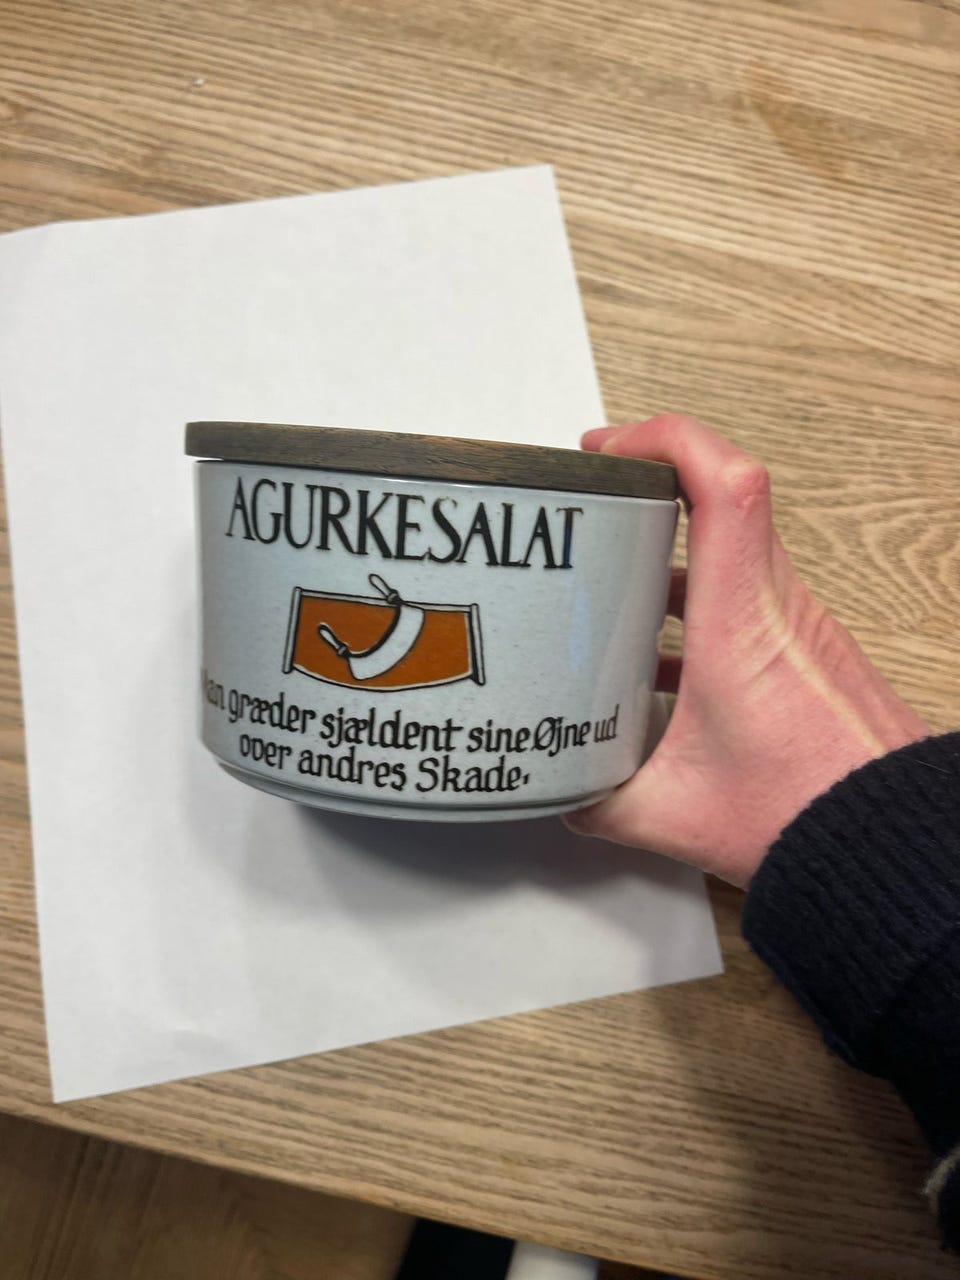 AGURKESALAT
græder sjældent sine Øjne ud
over andres Skade.